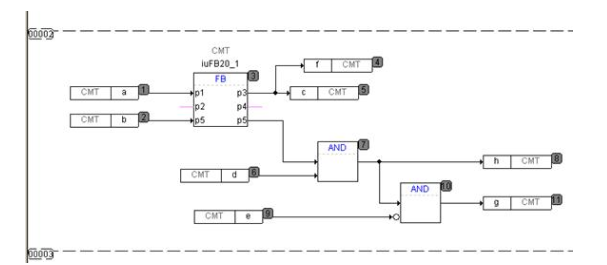 00002
CMT
iuFB20_1
FB 3
f CMT 4
CMT a 1 p1 p3 c CMT 5
p2 p4
CMT b 2 p5 p5
AND 7
h CMT 8
CMT d 6
AND 10
g CMT 11
CMT e 9
00003